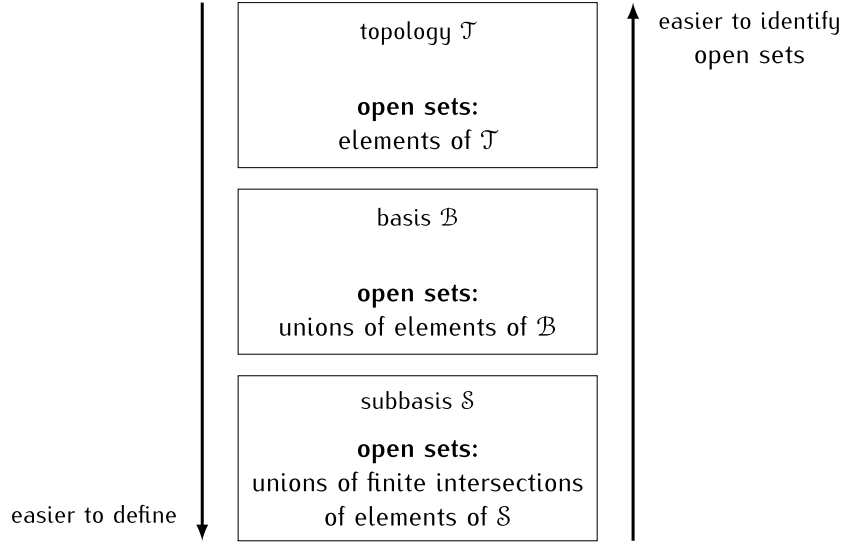 topology 𝒯
open sets:
elements of 𝒯
easier to identify
open sets
basis ℬ
open sets:
unions of elements of ℬ
subbasis 𝒮
open sets:
unions of finite intersections
of elements of 𝒮
easier to define